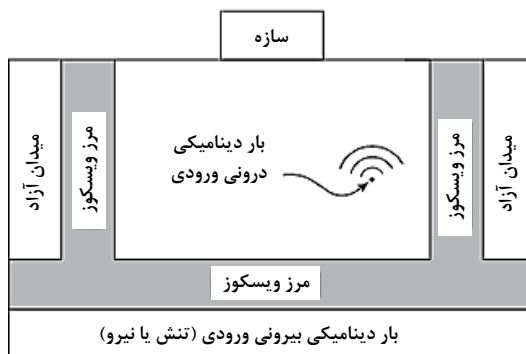 سازه
میدان آزاد
مرز ویسکوز
بار دینامیکی
درونی ورودی
مرز ویسکوز
میدان آزاد
مرز ویسکوز
بار دینامیکی بیرونی ورودی (تنش یا نیرو)